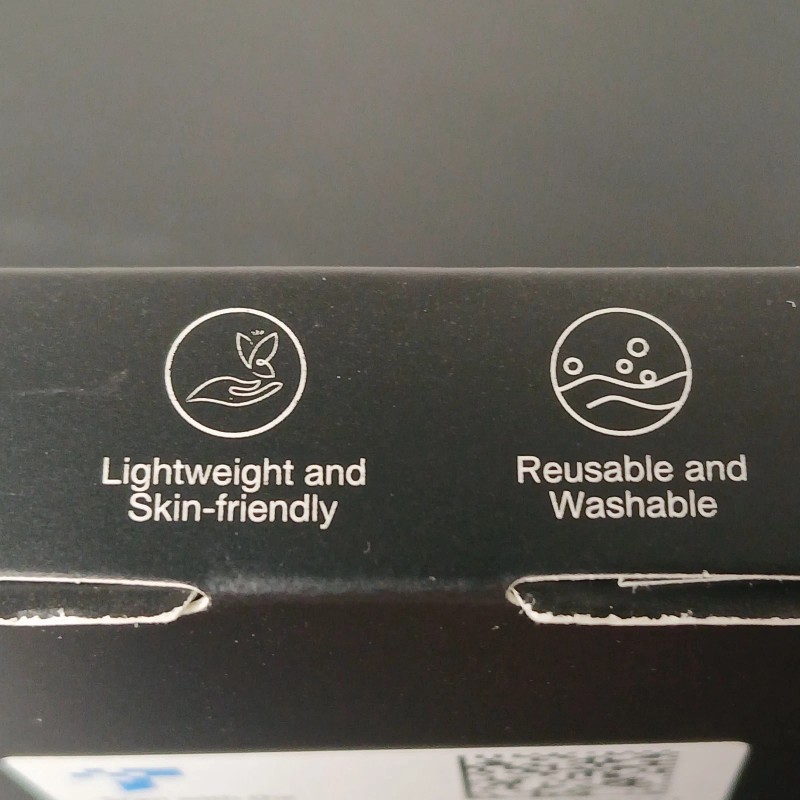 Lightweight and
Skin-friendly
Reusable and
Washable